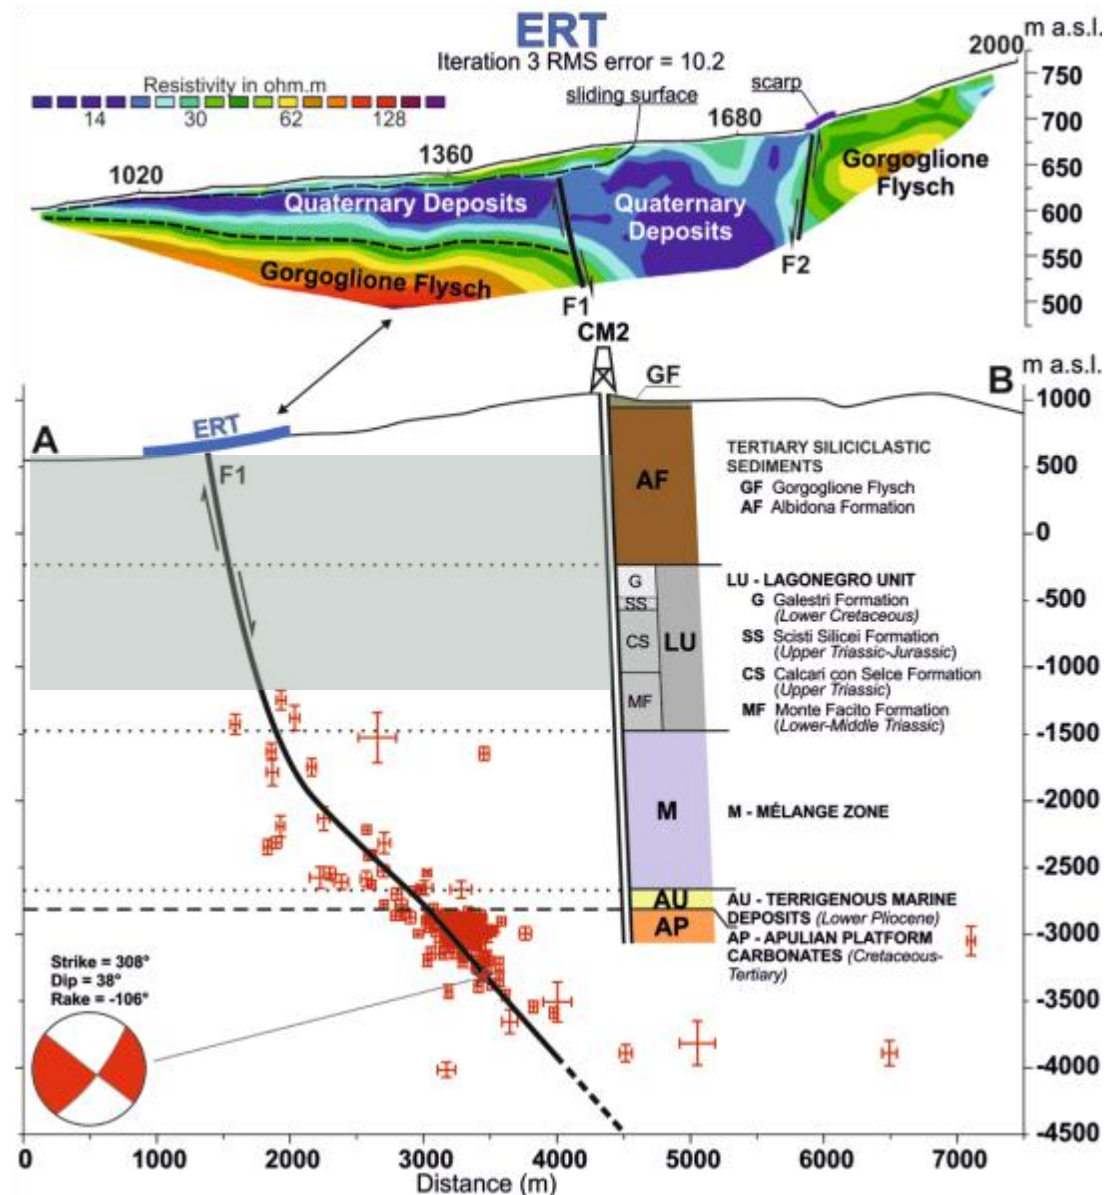 ERT
Iteration 3 RMS error = 10.2
m a.s.l.
2000
Resistivity in ohm.m
14 30 62 128
sliding surface
scarp
1020
1360
1680
750
700
650
600
550
500
Quaternary Deposits
Quaternary
Deposits
Gorgoglione
Flysch
Gorgoglione Flysch
F1
F2
CM2
GF
m a.s.l.
A
B
ERT
F1
1000
500
0
-500
-1000
-1500
-2000
-2500
-3000
-3500
-4000
-4500
AF
G
SS
CS
MF
LU
M
AU
AP
TERTIARY SILICICLASTIC
SEDIMENTS
GF Gorgoglione Flysch
AF Albidona Formation
LU - LAGONEGRO UNIT
G Galestri Formation
(Lower Cretaceous)
SS Scisti Silicei Formation
(Upper Triassic-Jurassic)
CS Calcari con Selce Formation
(Upper Triassic)
MF Monte Facito Formation
(Lower-Middle Triassic)
M - MÉLANGE ZONE
AU - TERRIGENOUS MARINE
DEPOSITS (Lower Pliocene)
AP - APULIAN PLATFORM
CARBONATES (Cretaceous-
Tertiary)
Strike = 308°
Dip = 38°
Rake = -106°
0 1000 2000 3000 4000 5000 6000 7000
Distance (m)